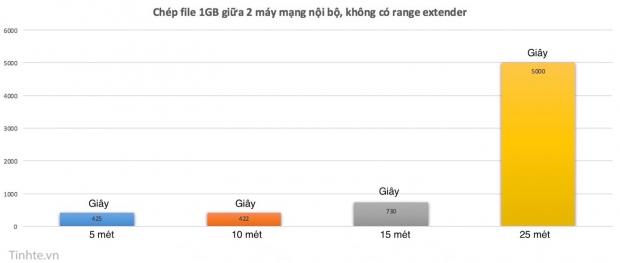 Chép file 1GB giữa 2 máy mạng nội bộ, không có range extender
6000
5000
4000
3000
2000
1000
0
Giây
425
5 mét
Giây
422
10 mét
Giây
730
15 mét
Giây
5000
25 mét
Tinhte.vn